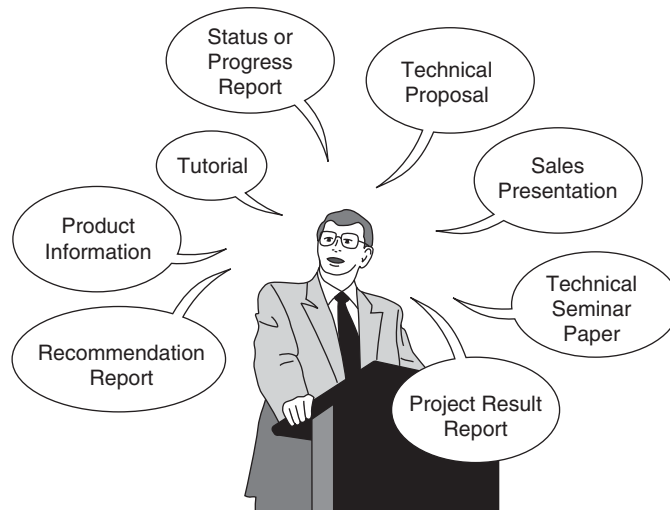 Status or
Progress
Report
Technical
Proposal
Tutorial
Sales
Presentation
Product
Information
Technical
Seminar
Paper
Recommendation
Report
Project Result
Report